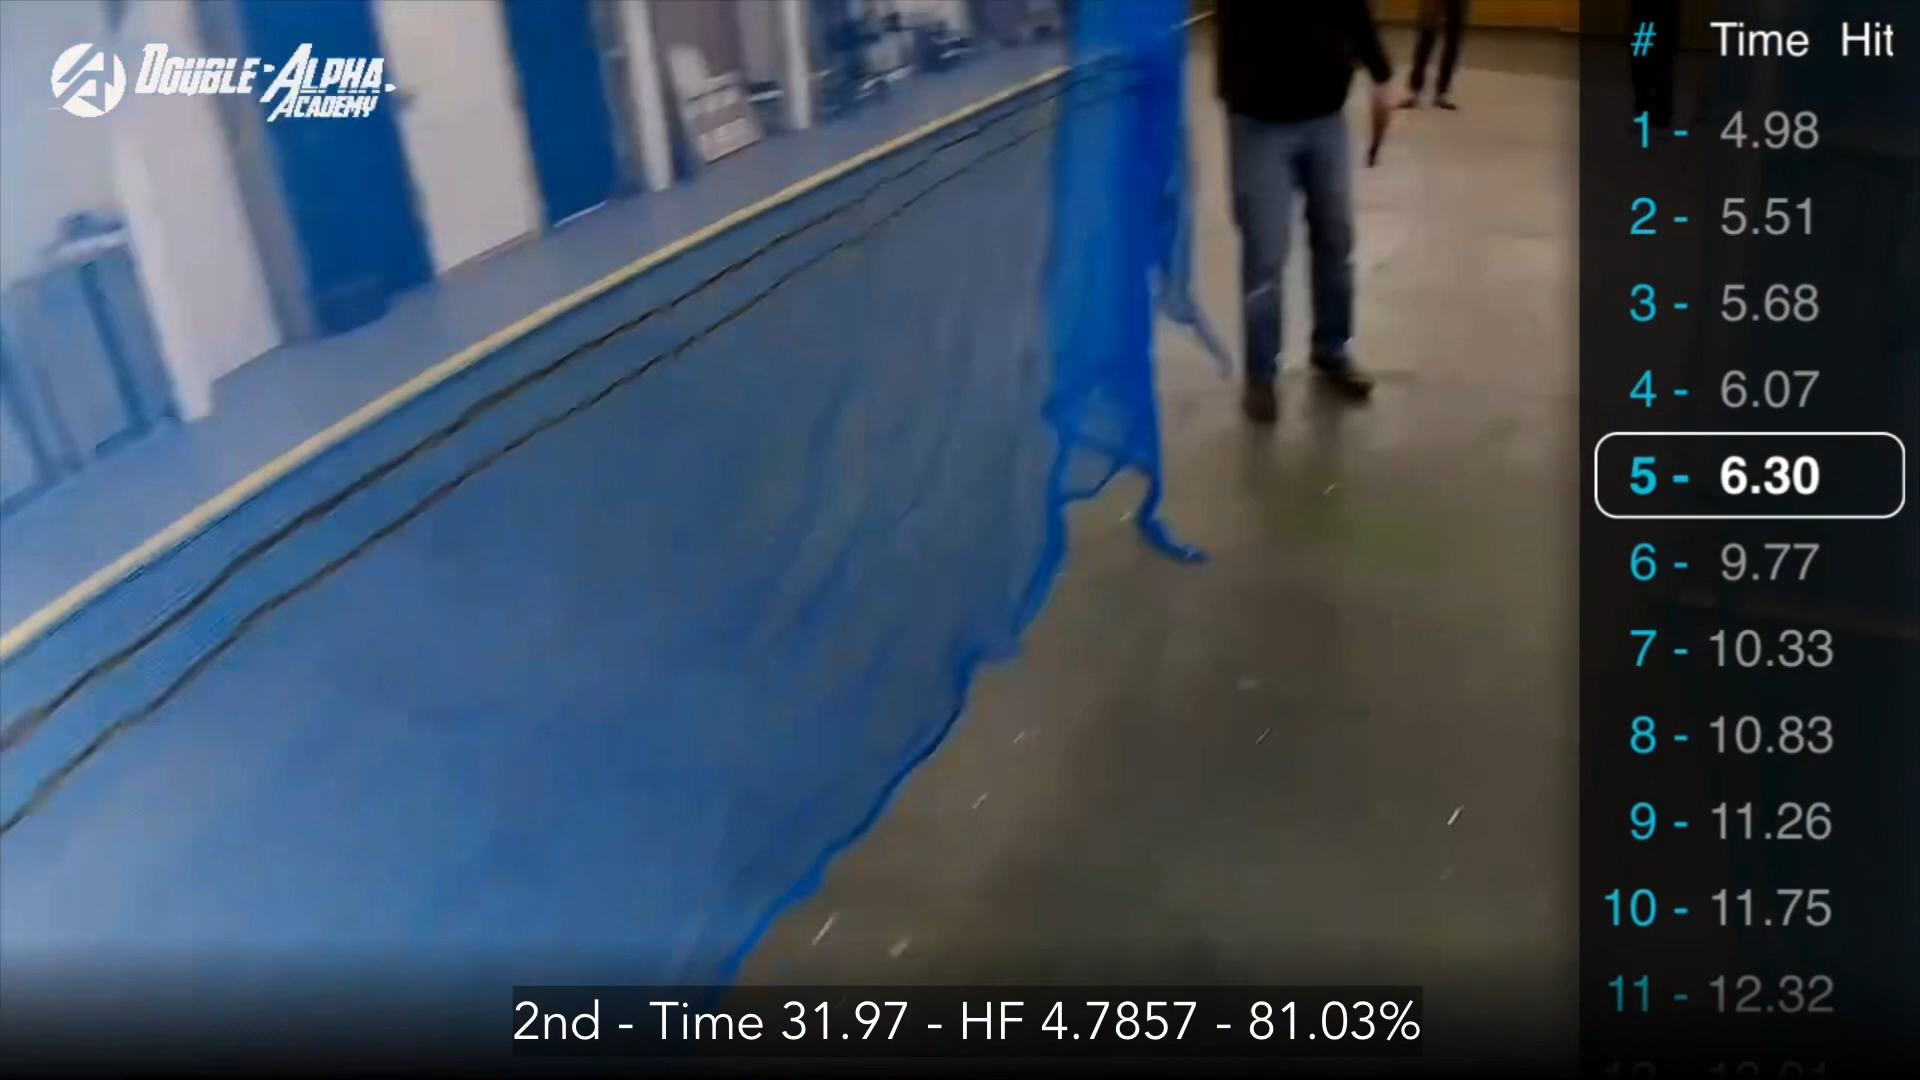 DOUBLE-ALPHA
ACADEMY
# Time Hit
1 - 4.98
2 - 5.51
3 - 5.68
4 - 6.07
5 - 6.30
6 - 9.77
7 - 10.33
8 - 10.83
9 - 11.26
10 - 11.75
11 - 12.32
2nd - Time 31.97 - HF 4.7857 - 81.03%